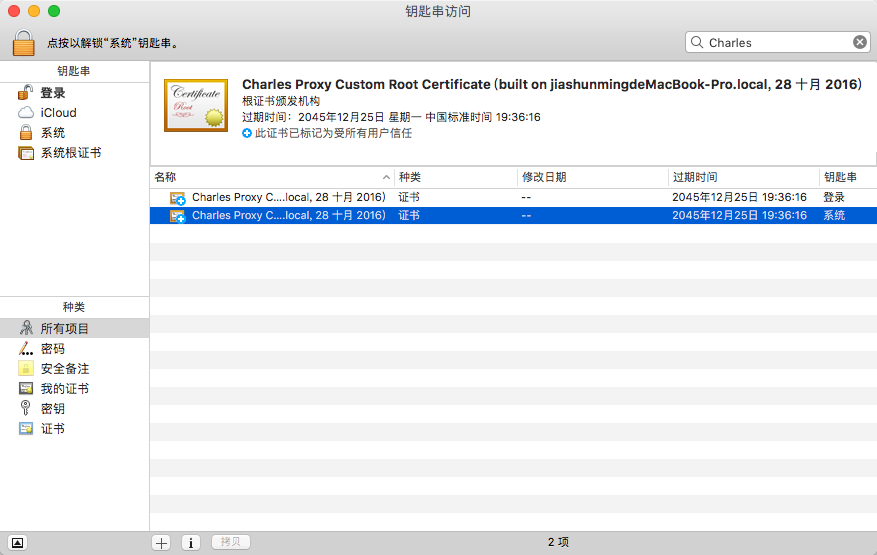 钥匙串访问
点按以解锁“系统”钥匙串。
Charles
钥匙串
登录
iCloud
系统
系统根证书
Charles Proxy Custom Root Certificate (built on jiashunmingdeMacBook-Pro.local, 28 十月 2016)
根证书颁发机构
过期时间：2045年12月25日 星期一 中国标准时间 19:36:16
此证书已标记为受所有用户信任
Certificate
Root
名称 种类 修改日期 过期时间 钥匙串
Charles Proxy C....local, 28 十月 2016) 证书 -- 2045年12月25日 19:36:16 登录
Charles Proxy C....local, 28 十月 2016) 证书 -- 2045年12月25日 19:36:16 系统
种类
所有项目
密码
安全备注
我的证书
密钥
证书
拷贝
2 项